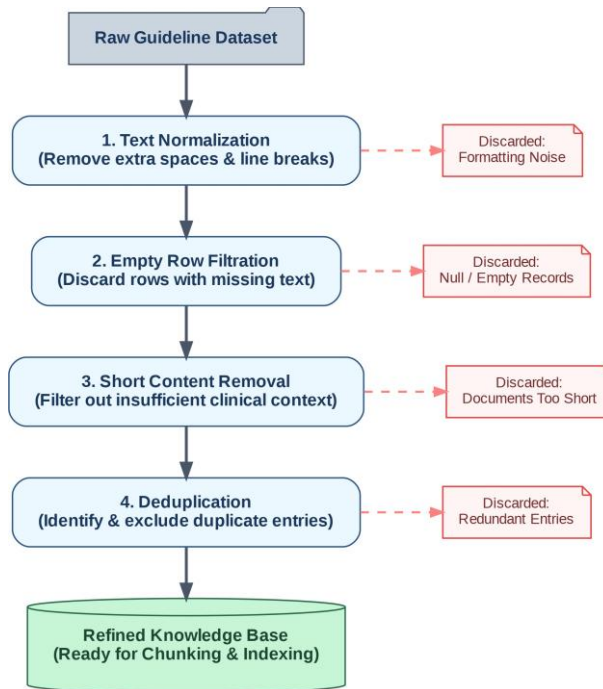 Raw Guideline Dataset
1. Text Normalization
(Remove extra spaces & line breaks)
Discarded:
Formatting Noise
2. Empty Row Filtration
(Discard rows with missing text)
Discarded:
Null / Empty Records
3. Short Content Removal
(Filter out insufficient clinical context)
Discarded:
Documents Too Short
4. Deduplication
(Identify & exclude duplicate entries)
Discarded:
Redundant Entries
Refined Knowledge Base
(Ready for Chunking & Indexing)